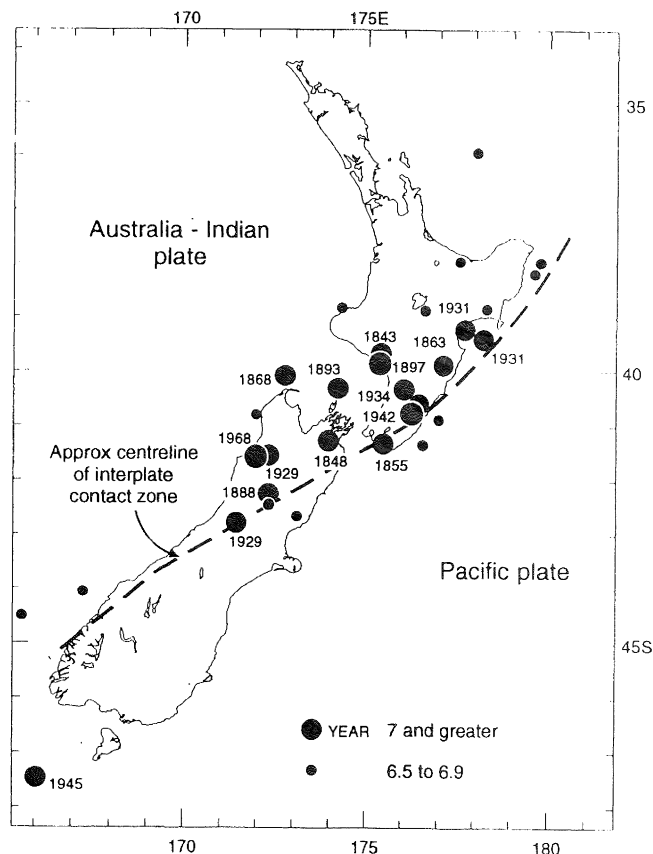 170
175E
35
Australia - Indian
plate
1931
1843
1863
1897
1931
40
1893
1868
1934
1942
1968
Approx centreline
of interplate
contact zone
1929
1848
1855
1888
1929
Pacific plate
45S
YEAR 7 and greater
6.5 to 6.9
1945
170
175
180